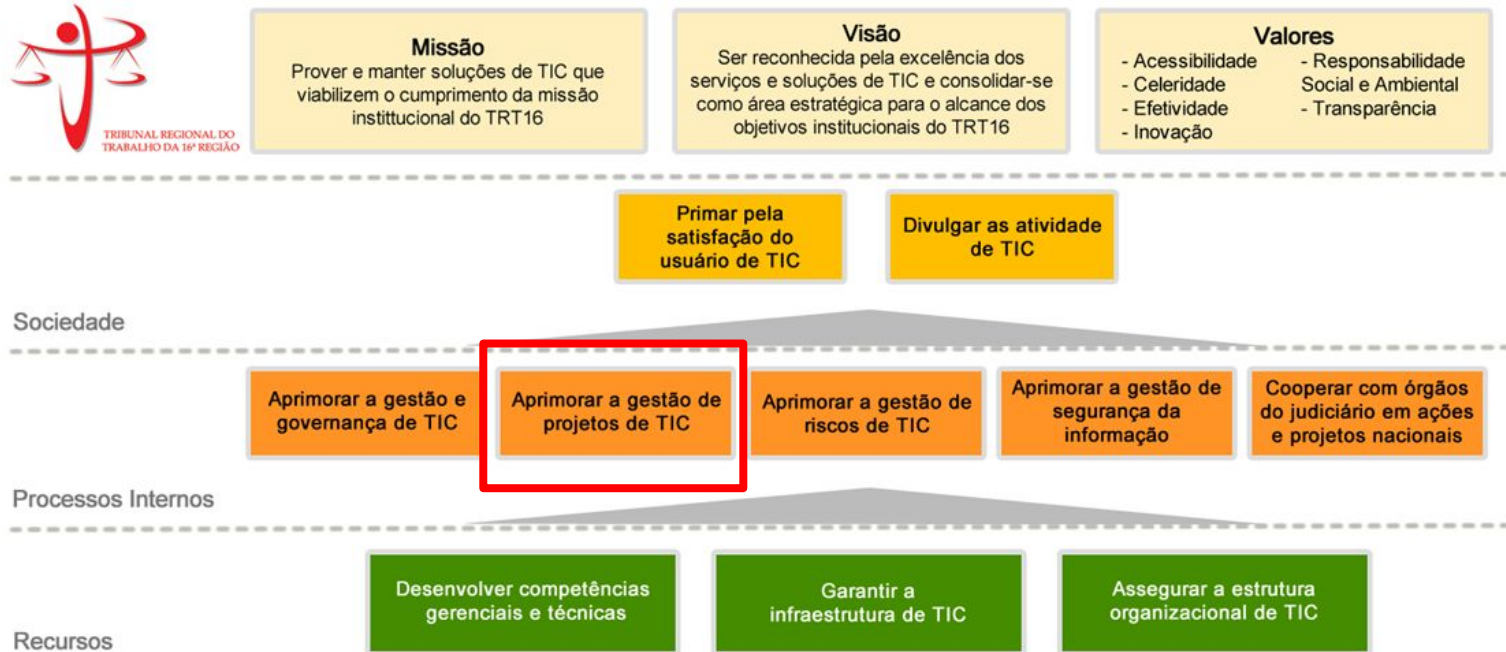 TRIBUNAL REGIONAL DO
TRABALHO DA 16ª REGIÃO
Missão
Prover e manter soluções de TIC que
viabilizem o cumprimento da missão
instittucional do TRT16
Visão
Ser reconhecida pela excelência dos
serviços e soluções de TIC e consolidar-se
como área estratégica para o alcance dos
objetivos institucionais do TRT16
Valores
- Acessibilidade
- Celeridade
- Efetividade
- Inovação
- Responsabilidade
Social e Ambiental
- Transparência
Primar pela
satisfação do
usuário de TIC
Divulgar as atividade
de TIC
Sociedade
Aprimorar a gestão e
governança de TIC
Aprimorar a gestão de
projetos de TIC
Aprimorar a gestão de
riscos de TIC
Aprimorar a gestão de
segurança da
informação
Cooperar com órgãos
do judiciário em ações
e projetos nacionais
Processos Internos
Desenvolver competências
gerenciais e técnicas
Garantir a
infraestrutura de TIC
Assegurar a estrutura
organizacional de TIC
Recursos